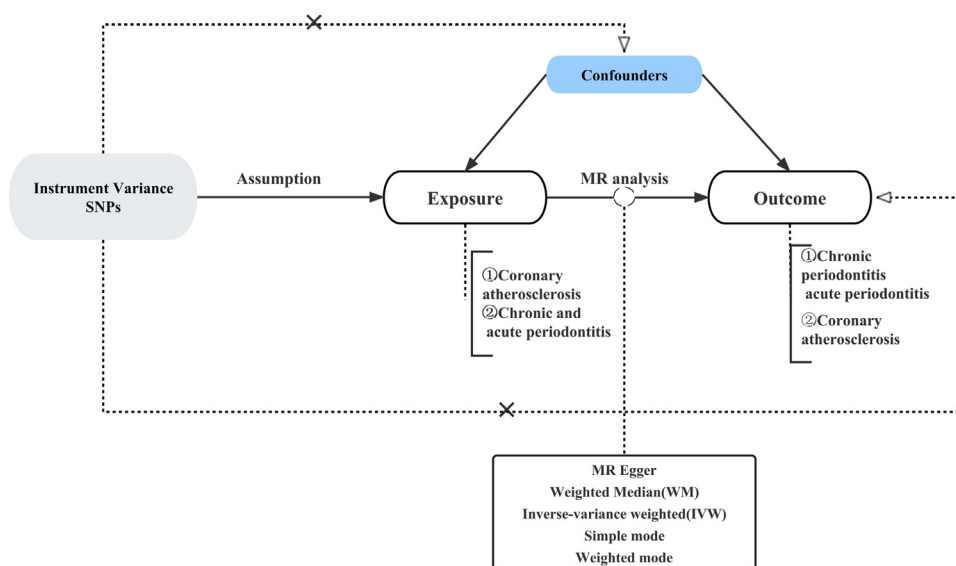 Confounders
Instrument Variance
SNPs
Assumption
Exposure
MR analysis
Outcome
①Coronary
atherosclerosis
②Chronic and
acute periodontitis
①Chronic
periodontitis
acute periodontitis
②Coronary
atherosclerosis
MR Egger
Weighted Median(WM)
Inverse-variance weighted(IVW)
Simple mode
Weighted mode